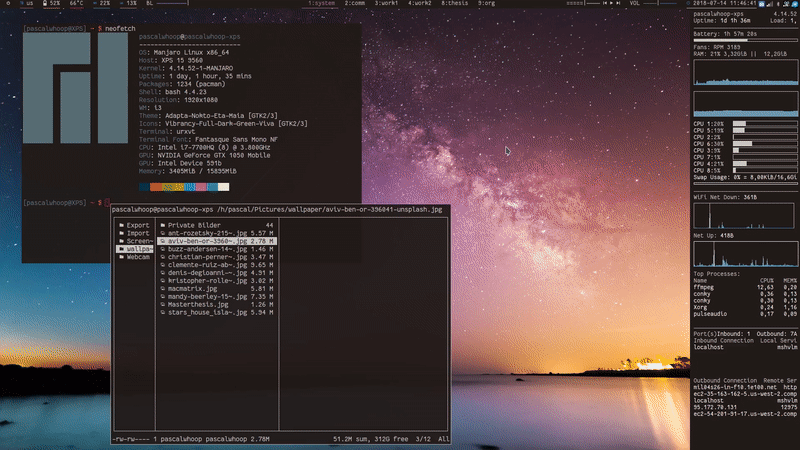 us 52% 66°C 22% 13% BL 1:system 2:comm 3:work1 4:work2 8:thesis 9:org VOL 2018-07-14 11:46:41
[pascalwhoop@XPS] ~ $ neofetch
pascalwhoop@pascalwhoop-xps
---------------------------
OS: Manjaro Linux x86_64
Host: XPS 15 9560
Kernel: 4.14.52-1-MANJARO
Uptime: 1 day, 1 hour, 35 mins
Packages: 1234 (pacman)
Shell: bash 4.4.23
Resolution: 1920x1080
WM: i3
Theme: Adapta-Nokto-Eta-Maia [GTK2/3]
Icons: Vibrancy-Full-Dark-Green-Viva [GTK2/3]
Terminal: urxvt
Terminal Font: Fantasque Sans Mono NF
CPU: Intel i7-7700HQ (8) @ 3.800GHz
GPU: NVIDIA GeForce GTX 1050 Mobile
GPU: Intel Device 591b
Memory: 3405MiB / 15895MiB
[pascalwhoop@XPS] ~ $
pascalwhoop@pascalwhoop-xps /h/pascal/Pictures/wallpaper/aviv-ben-or-396041-unsplash.jpg
Export
Import
Screen~
wallpa~
Webcam
Private Bilder 44
ant-rozetsky-215~.jpg 5.57 M
aviv-ben-or-3960~.jpg 2.78 M
buzz-andersen-14~.jpg 1.46 M
christian-perner~.jpg 3.47 M
clemente-ruiz-ab~.jpg 9.65 M
denis-degioanni-~.jpg 4.91 M
kristopher-rolle~.jpg 3.02 M
macmatrix.jpg 5.81 M
mandy-beerley-15~.jpg 7.35 M
Masterthesis.jpg 1.26 M
stars_house_isla~.jpg 5.94 M
-rw-rw---- 1 pascalwhoop pascalwhoop 2.78M 51.2M sum, 312G free 3/12 All
pascalwhoop-xps 4.14.52
Uptime: 1d 1h 36m Load: 1,
Battery: 1h 57m 28s
Fans: RPM 3189
RAM: 21% 3,32GiB || 12,2Gi
CPU 1:20%
CPU 5:19%
CPU 2:2%
CPU 6:30%
CPU 3:9%
CPU 7:1%
CPU 4:21%
CPU 8:5%
Swap Usage: 0% = 8,00KiB/16,6Gi
WiFi Net Down: 361B
Net Up: 418B
Top Processes:
Name CPU% MEM%
ffmpeg 12,63 0,20
conky 0,36 0,13
conky 0,30 0,13
Xorg 0,24 1,16
pulseaudio 0,17 0,09
Port(s)Inbound: 1 Outbound: 7A
Inbound Connection Local Servi
localhost mshvlm
Outbound Connection Remote Ser
mil04s26-in-f10.1e100.net http
ec2-35-163-162-5.us-west-2.comp
localhost mshvlm
95.172.70.131 12975
ec2-54-201-91-17.us-west-2.comp